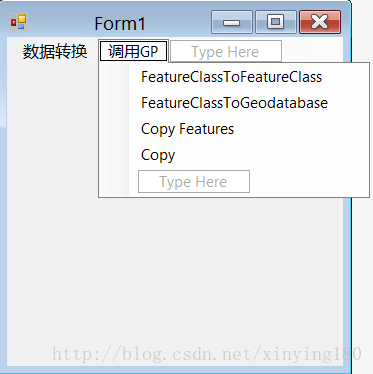 Form1
数据转换 调用GP Type Here
FeatureClassToFeatureClass
FeatureClassToGeodatabase
Copy Features
Copy
Type Here
http://blog.csdn.net/xinying180